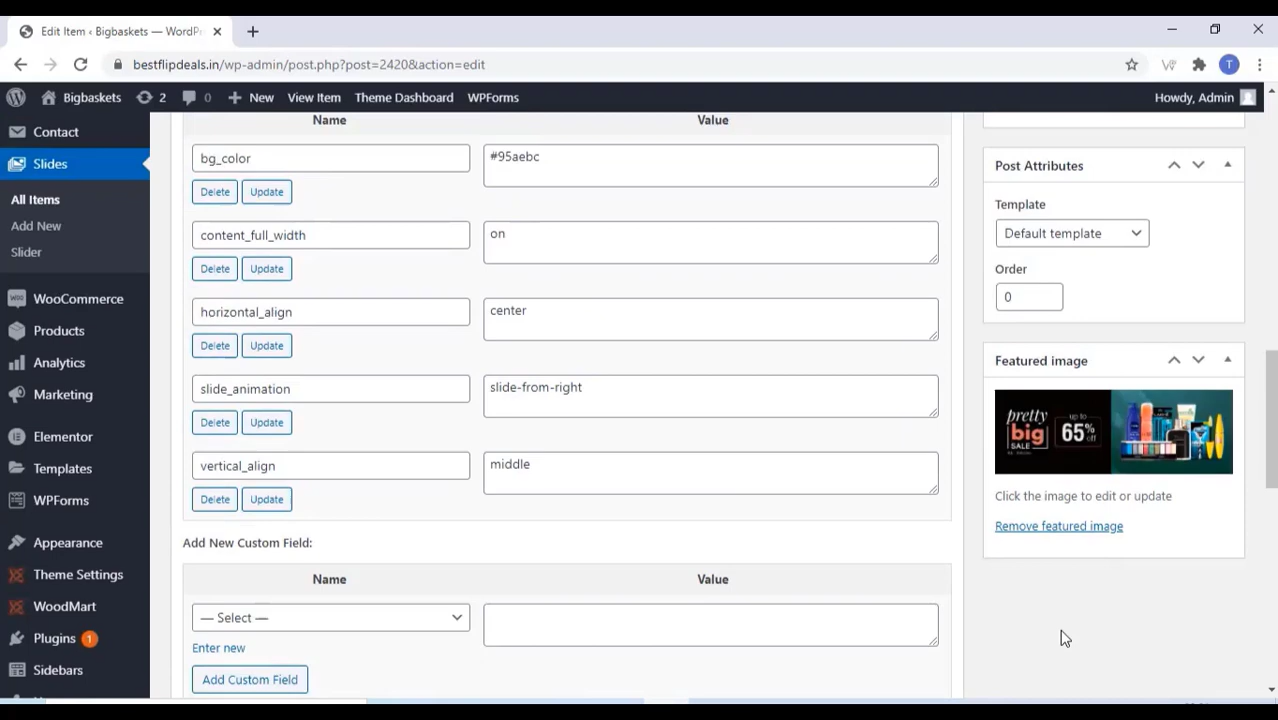 Edit Item ‹ Bigbaskets — WordPr
bestflipdeals.in/wp-admin/post.php?post=2420&action=edit
T
Bigbaskets
2
0
New
View Item
Theme Dashboard
WPForms
Howdy, Admin
Contact
Slides
All Items
Add New
Slider
WooCommerce
Products
Analytics
Marketing
Elementor
Templates
WPForms
Appearance
Theme Settings
WoodMart
Plugins 1
Sidebars
Name Value
bg_color #95aebc
Delete Update
content_full_width on
Delete Update
horizontal_align center
Delete Update
slide_animation slide-from-right
Delete Update
vertical_align middle
Delete Update
Add New Custom Field:
Name Value
— Select —
Enter new
Add Custom Field
Post Attributes
Template
Default template
Order
0
Featured image
pretty
big
SALE
up to
65%
off
Click the image to edit or update
Remove featured image